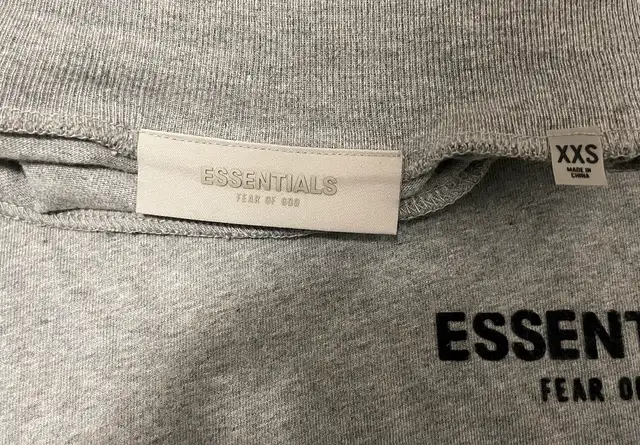 ESSENTIALS
FEAR OF GOD
XXS
MADE IN
CHINA
ESSENT
FEAR O